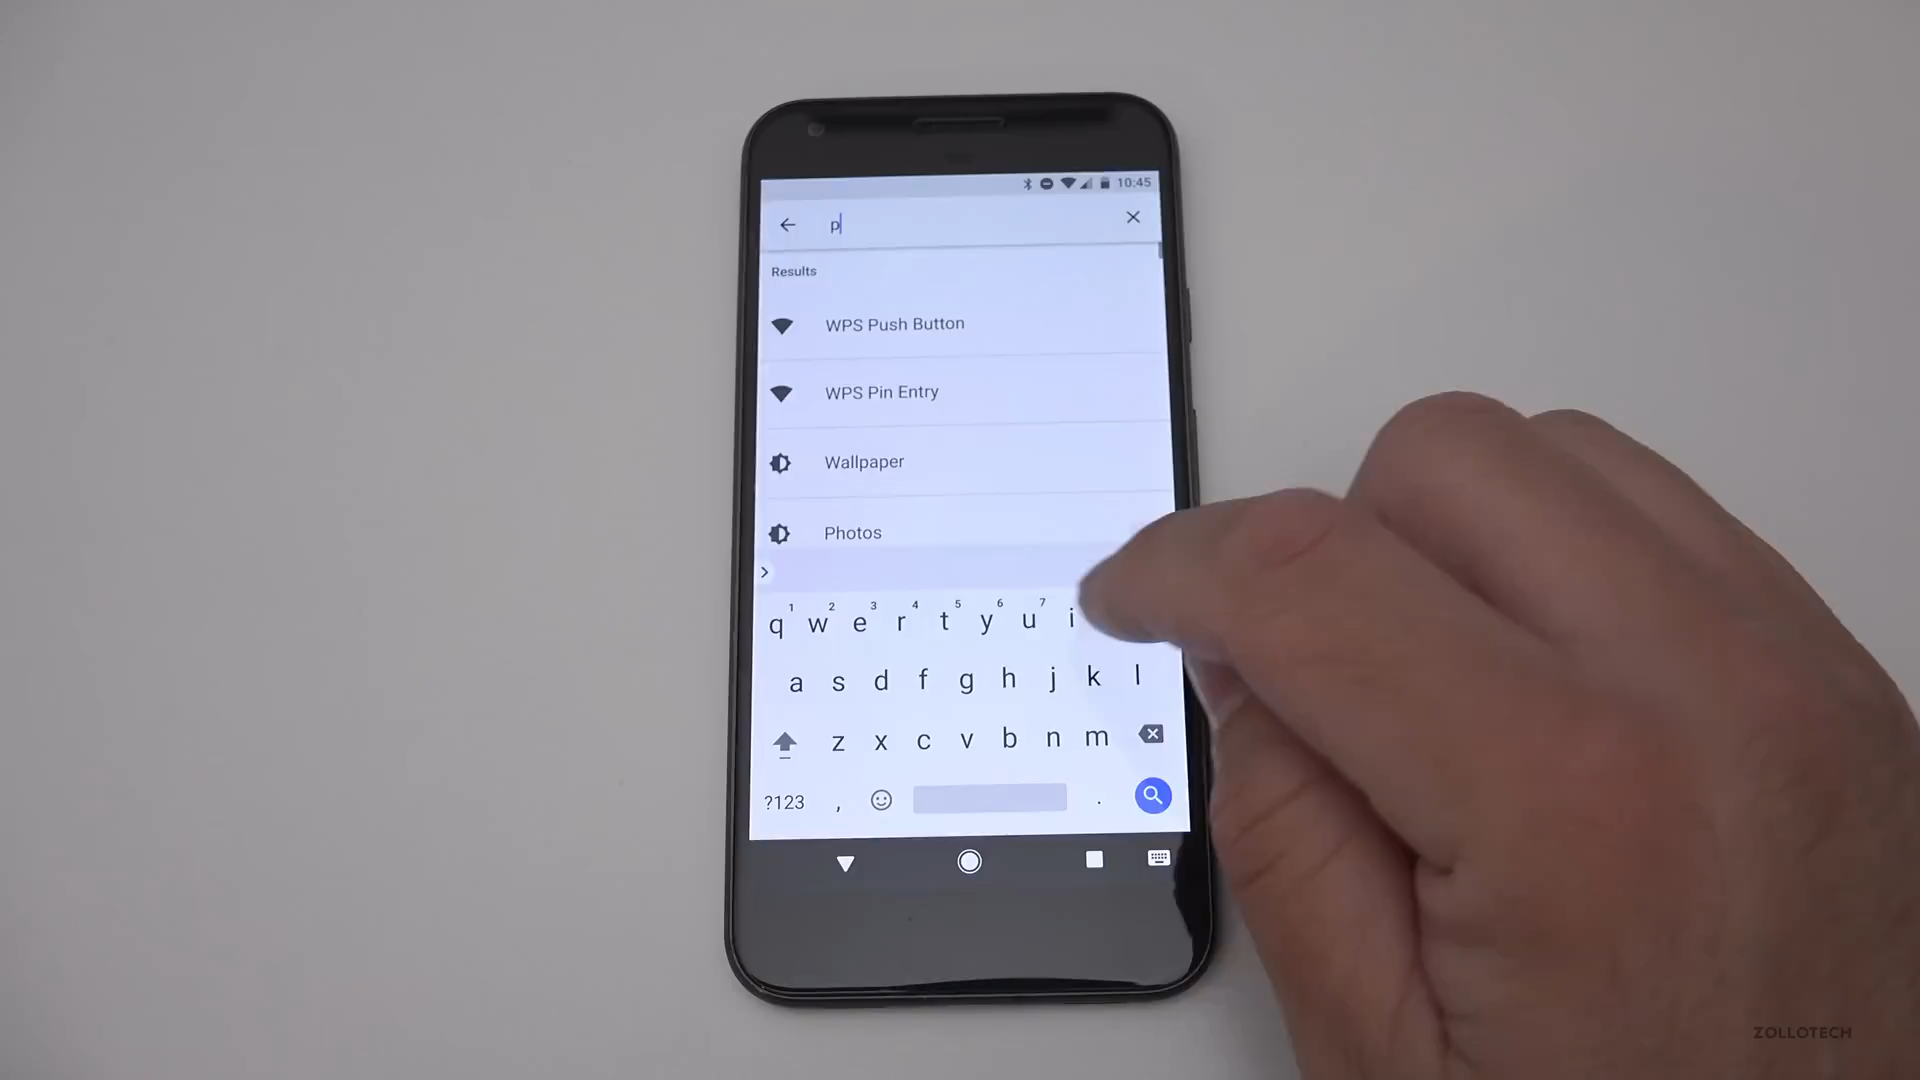 10:45
p
Results
WPS Push Button
WPS Pin Entry
Wallpaper
Photos
1 2 3 4 5 6 7
q w e r t y u i
a s d f g h j k l
z x c v b n m
?123 , .
ZOLLOTECH